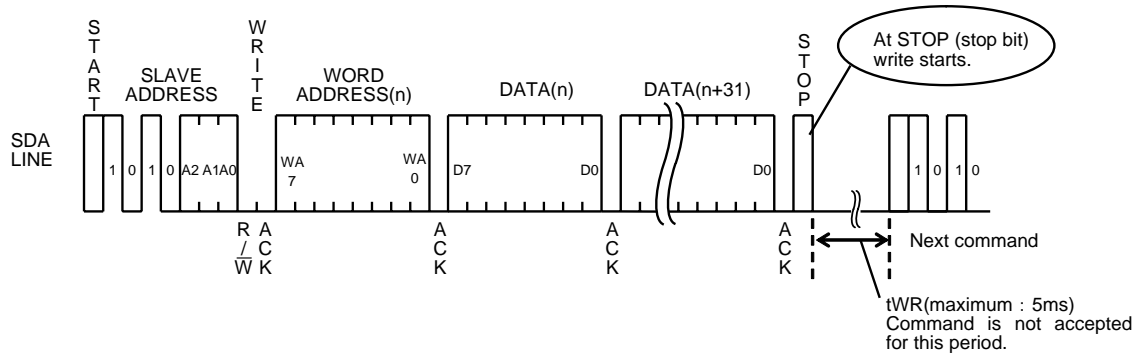 START
SLAVE
ADDRESS
WRITE
WORD
ADDRESS(n)
DATA(n)
DATA(n+31)
STOP
At STOP (stop bit)
write starts.
SDA
LINE
1 0 1 0 A2 A1A0
WA
7
WA
0
D7 D0
D0
1 0 1 0
R/W
ACK
ACK
ACK
ACK
Next command
tWR(maximum : 5ms)
Command is not accepted
for this period.